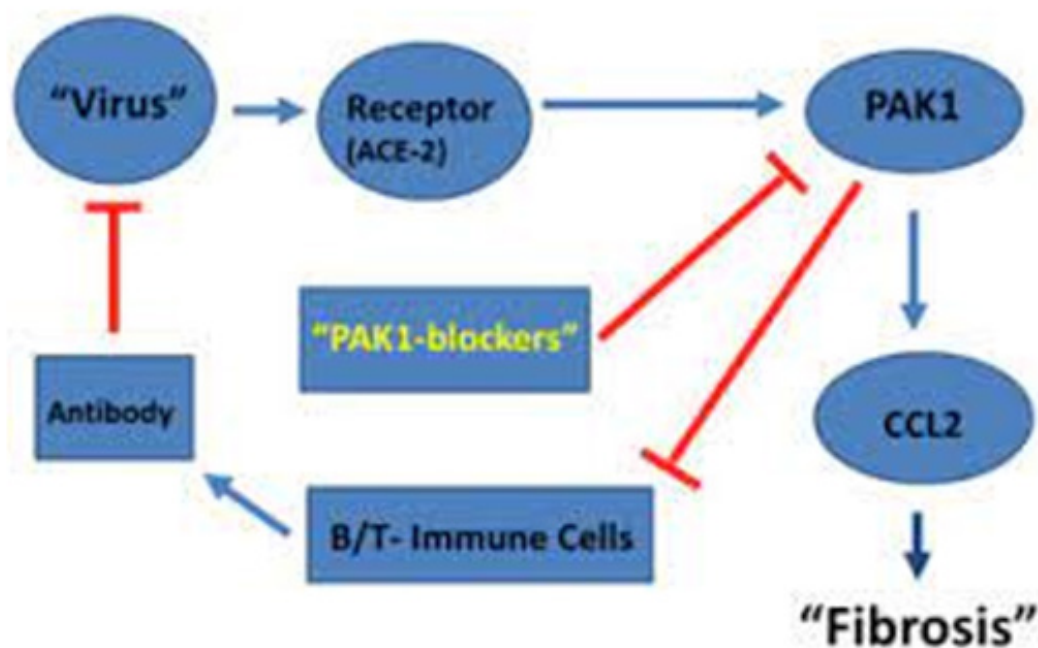 “Virus”
Receptor
(ACE-2)
PAK1
“PAK1-blockers”
Antibody
CCL2
B/T- Immune Cells
“Fibrosis”